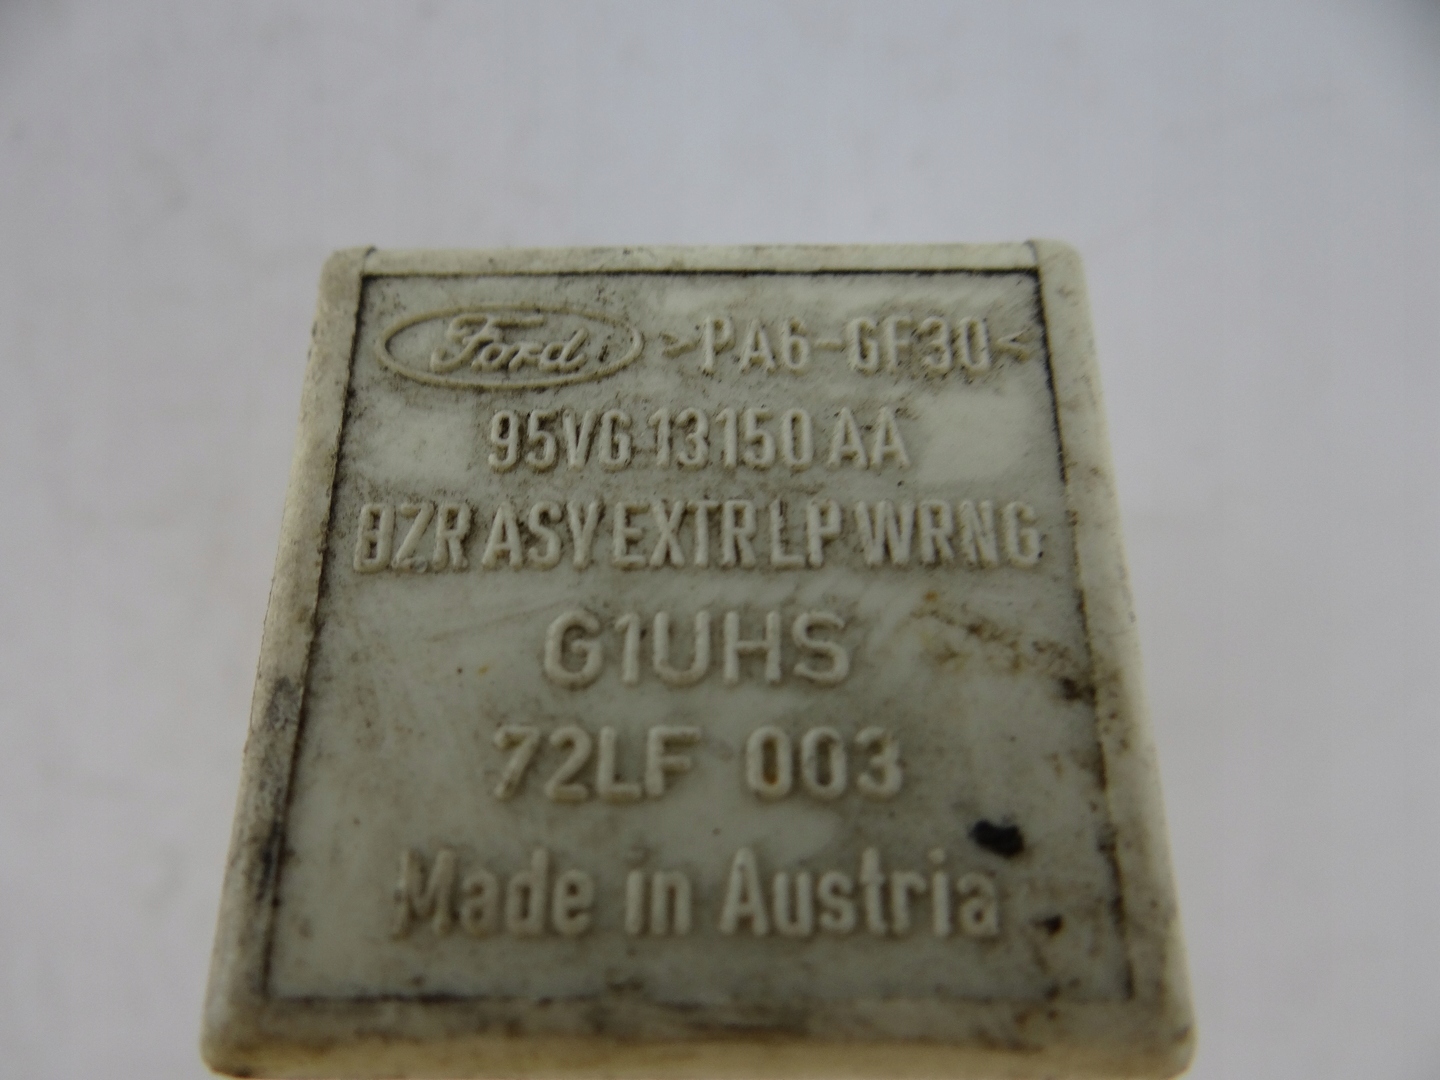 Ford >PA6-GF30<
95VG 13150 AA
BZR ASY EXTR LP WRNG
G1UHS
72LF 003
Made in Austria